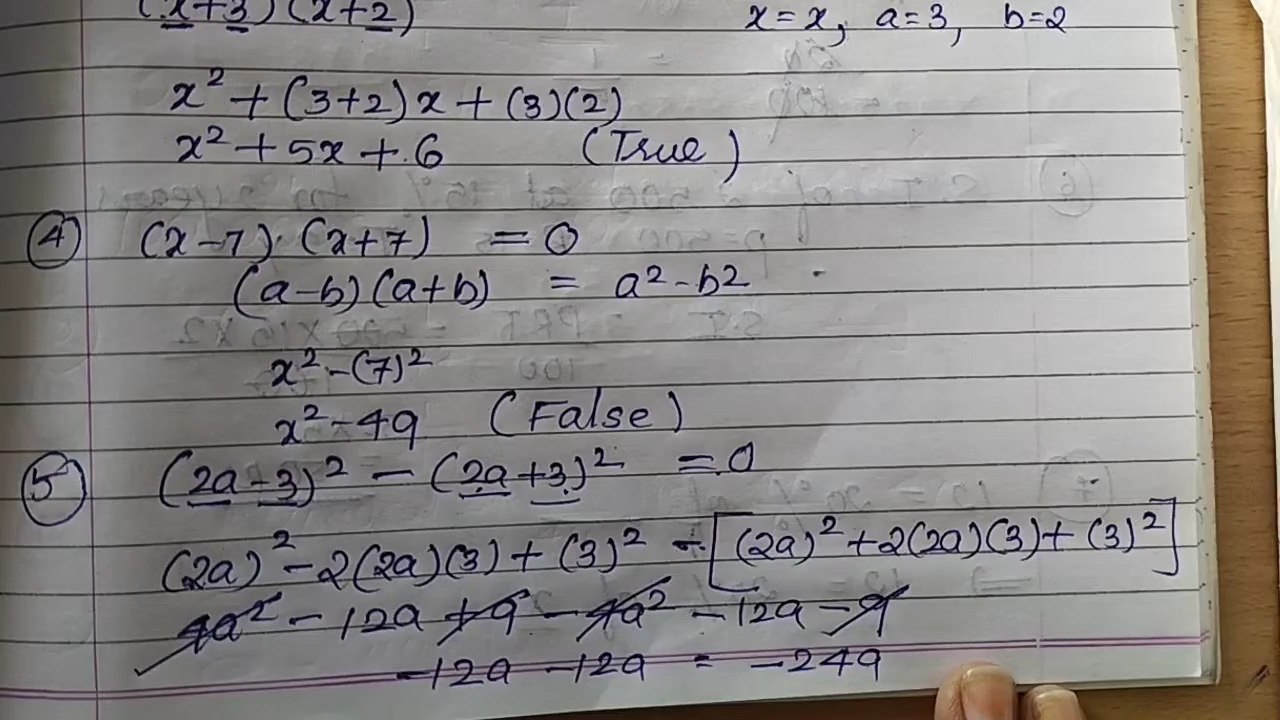 (x+3) (x+2) x = x, a=3, b=2
x² + (3+2) x + (3)(2)
x² + 5x + 6 (True)
④ (x-7) (x+7) = 0
(a-b) (a+b) = a² - b²
x² - (7)²
x² - 49 (False)
⑤ (2a-3)² - (2a+3)² = 0
(2a)² - 2(2a)(3) + (3)² - [(2a)² + 2(2a)(3) + (3)²]
4a² - 12a + 9 - 4a² - 12a - 9
-12a - 12a = -24a